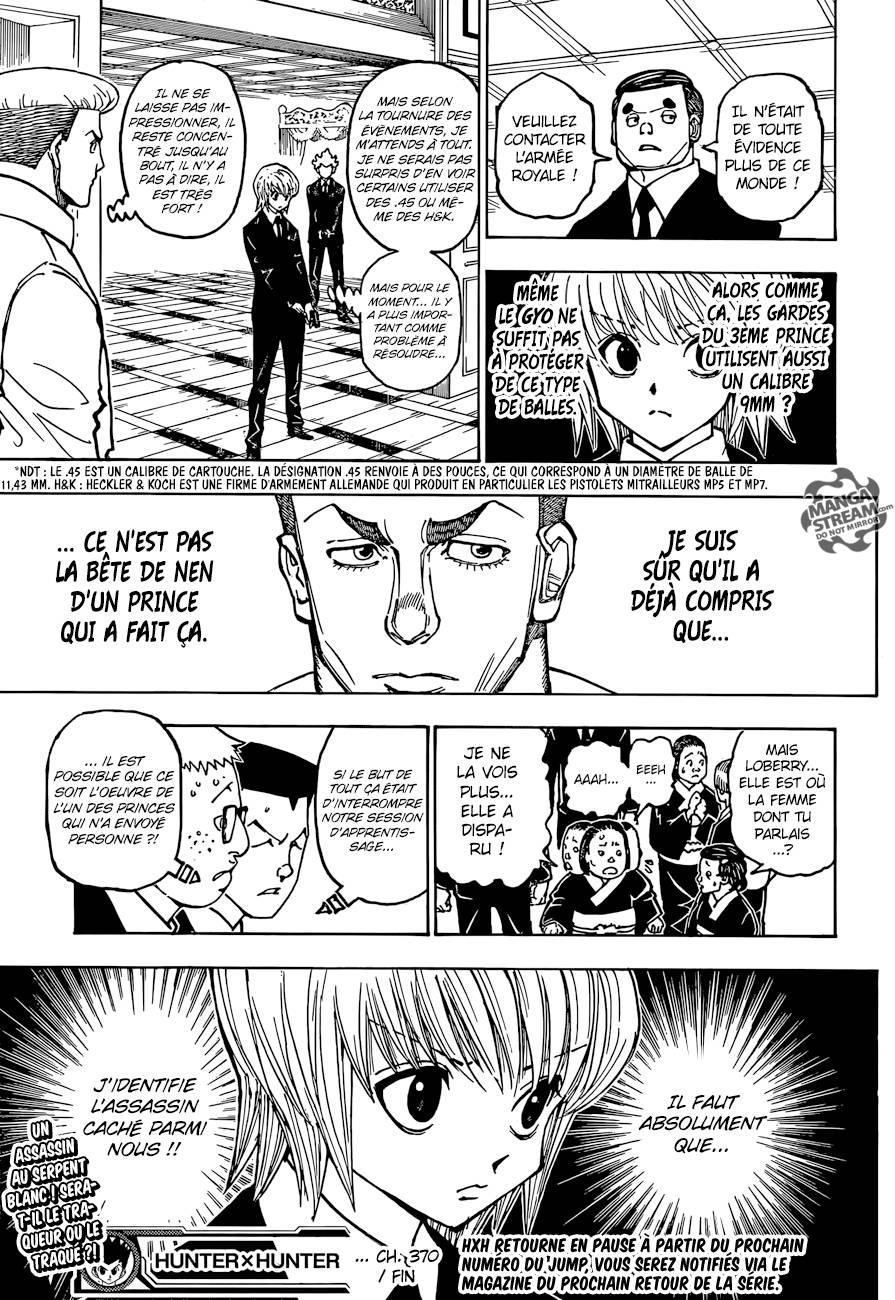 IL N'ÉTAIT
DE TOUTE
ÉVIDENCE
PLUS DE CE
MONDE !
VEUILLEZ
CONTACTER
L'ARMÉE
ROYALE !
ALORS COMME
ÇA, LES GARDES
DU 3ÈME PRINCE
UTILISENT AUSSI
UN CALIBRE
9MM ?
MÊME
LE GYO NE
SUFFIT PAS
À PROTÉGER
DE CE TYPE
DE BALLES.
MAIS SELON
LA TOURNURE DES
ÉVÈNEMENTS, JE
M'ATTENDS À TOUT.
JE NE SERAIS PAS
SURPRIS D'EN VOIR
CERTAINS UTILISER
DES .45 OU MÊ-
ME DES H&K.
MAIS POUR LE
MOMENT... IL Y
A PLUS IMPOR-
TANT COMME
PROBLÈME À
RÉSOUDRE...
IL NE SE
LAISSE PAS IM-
PRESSIONNER, IL
RESTE CONCEN-
TRÉ JUSQU'AU
BOUT, IL N'Y A
PAS À DIRE, IL
EST TRÈS
FORT !
*NDT : LE .45 EST UN CALIBRE DE CARTOUCHE. LA DÉSIGNATION .45 RENVOIE À DES POUCES, CE QUI CORRESPOND À UN DIAMÈTRE DE BALLE DE
11,43 MM. H&K : HECKLER & KOCH EST UNE FIRME D'ARMEMENT ALLEMANDE QUI PRODUIT EN PARTICULIER LES PISTOLETS MITRAILLEURS MP5 ET MP7.
MANGA
STREAM.com
DO NOT MIRROR!
JE SUIS
SÛR QU'IL A
DÉJÀ COMPRIS
QUE...
... CE N'EST PAS
LA BÊTE DE NEN
D'UN PRINCE
QUI A FAIT ÇA.
MAIS
LOBERRY...
ELLE EST OÙ
LA FEMME
DONT TU
PARLAIS
...?
EEEH...
AAAH...
JE NE
LA VOIS
PLUS...
ELLE A
DISPA-
RU !
SI LE BUT DE
TOUT ÇA ÉTAIT
D'INTERROMPRE
NOTRE SESSION
D'APPRENTIS-
SAGE...
... IL EST
POSSIBLE QUE CE
SOIT L'OEUVRE DE
L'UN DES PRINCES
QUI N'A ENVOYÉ
PERSONNE ?!
IL FAUT
ABSOLUMENT
QUE...
J'IDENTIFIE
L'ASSASSIN
CACHÉ PARMI
NOUS !!
UN
ASSASSIN
AU SERPENT
BLANC ! SERA-
T-IL LE TRA-
QUEUR OU LE
TRAQUÉ ?!
HUNTER×HUNTER
... CH. 370
/ FIN
HXH RETOURNE EN PAUSE À PARTIR DU PROCHAIN
NUMÉRO DU JUMP, VOUS SEREZ NOTIFIÉS VIA LE
MAGAZINE DU PROCHAIN RETOUR DE LA SÉRIE.